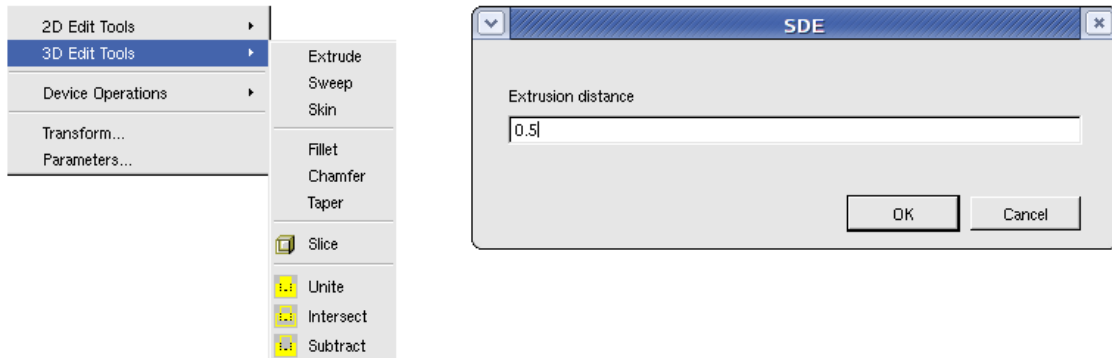 2D Edit Tools
3D Edit Tools
Device Operations
Transform...
Parameters...
Extrude
Sweep
Skin
Fillet
Chamfer
Taper
Slice
Unite
Intersect
Subtract
SDE
Extrusion distance
0.5
OK
Cancel